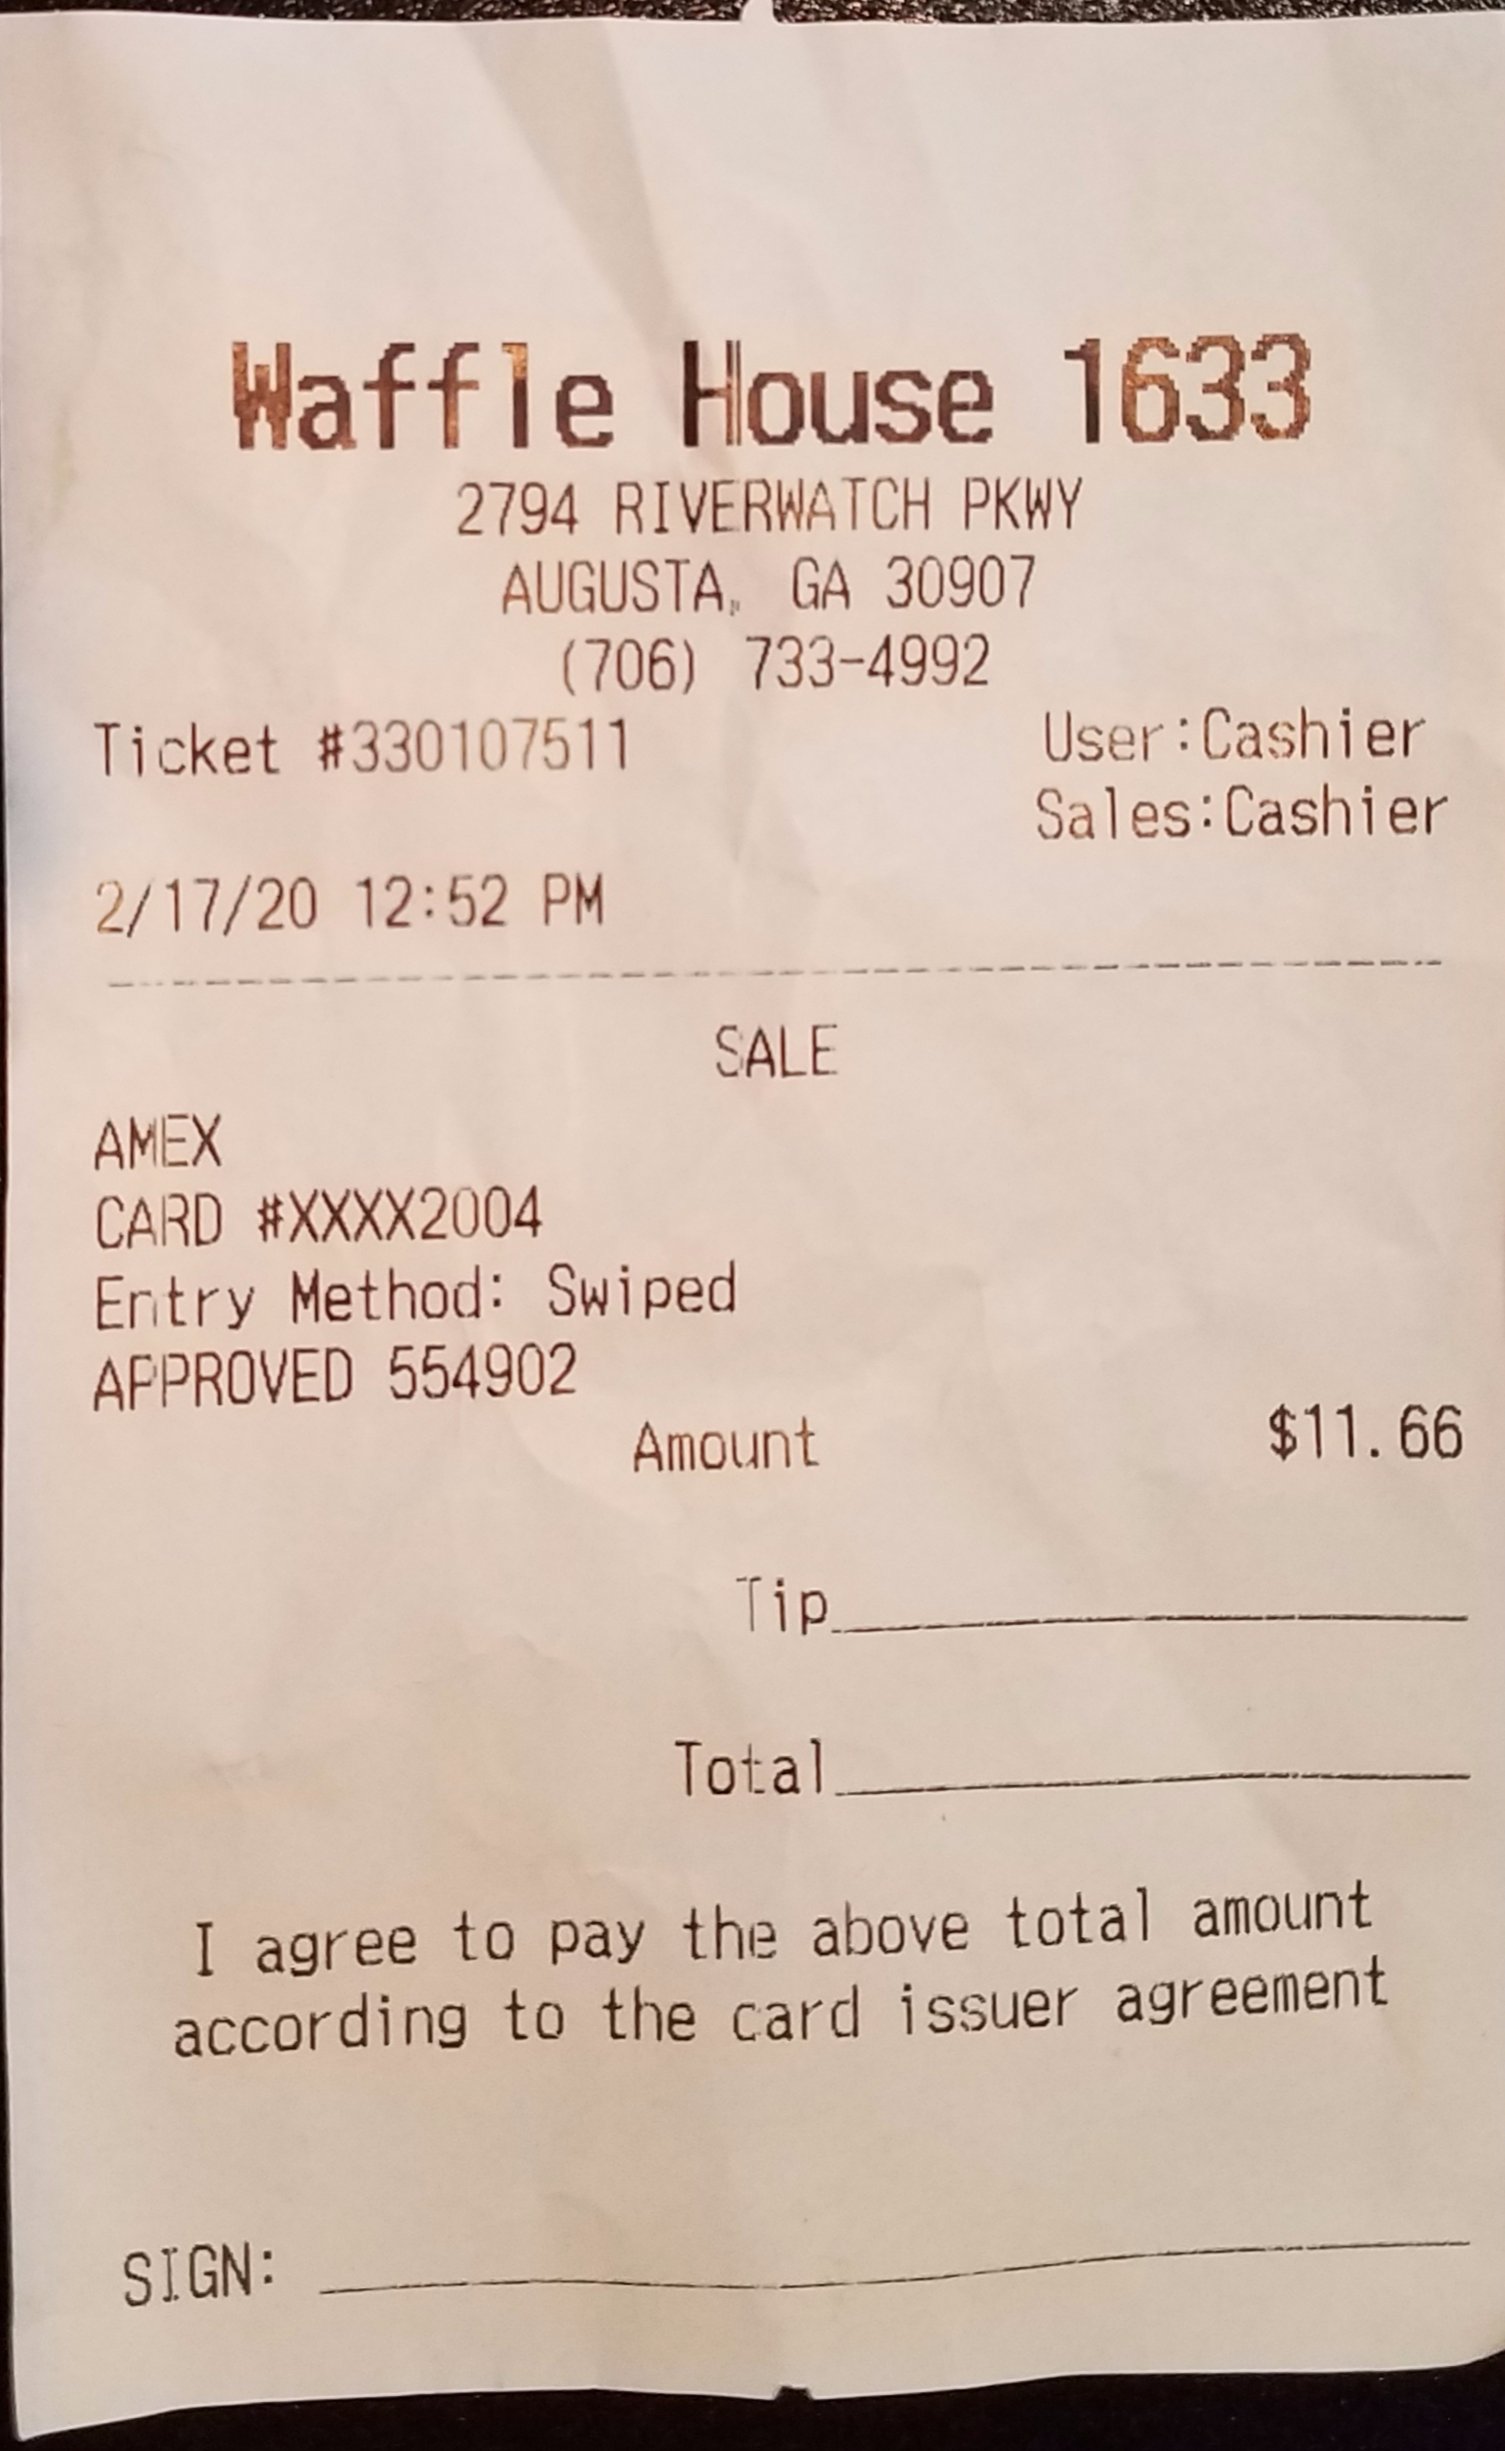 Waffle House 1633
2794 RIVERWATCH PKWY
AUGUSTA, GA 30907
(706) 733-4992
Ticket #330107511 User:Cashier
Sales:Cashier
2/17/20 12:52 PM
SALE
AMEX
CARD #XXXX2004
Entry Method: Swiped
APPROVED 554902
Amount $11.66
Tip
Total
I agree to pay the above total amount
according to the card issuer agreement
SIGN: